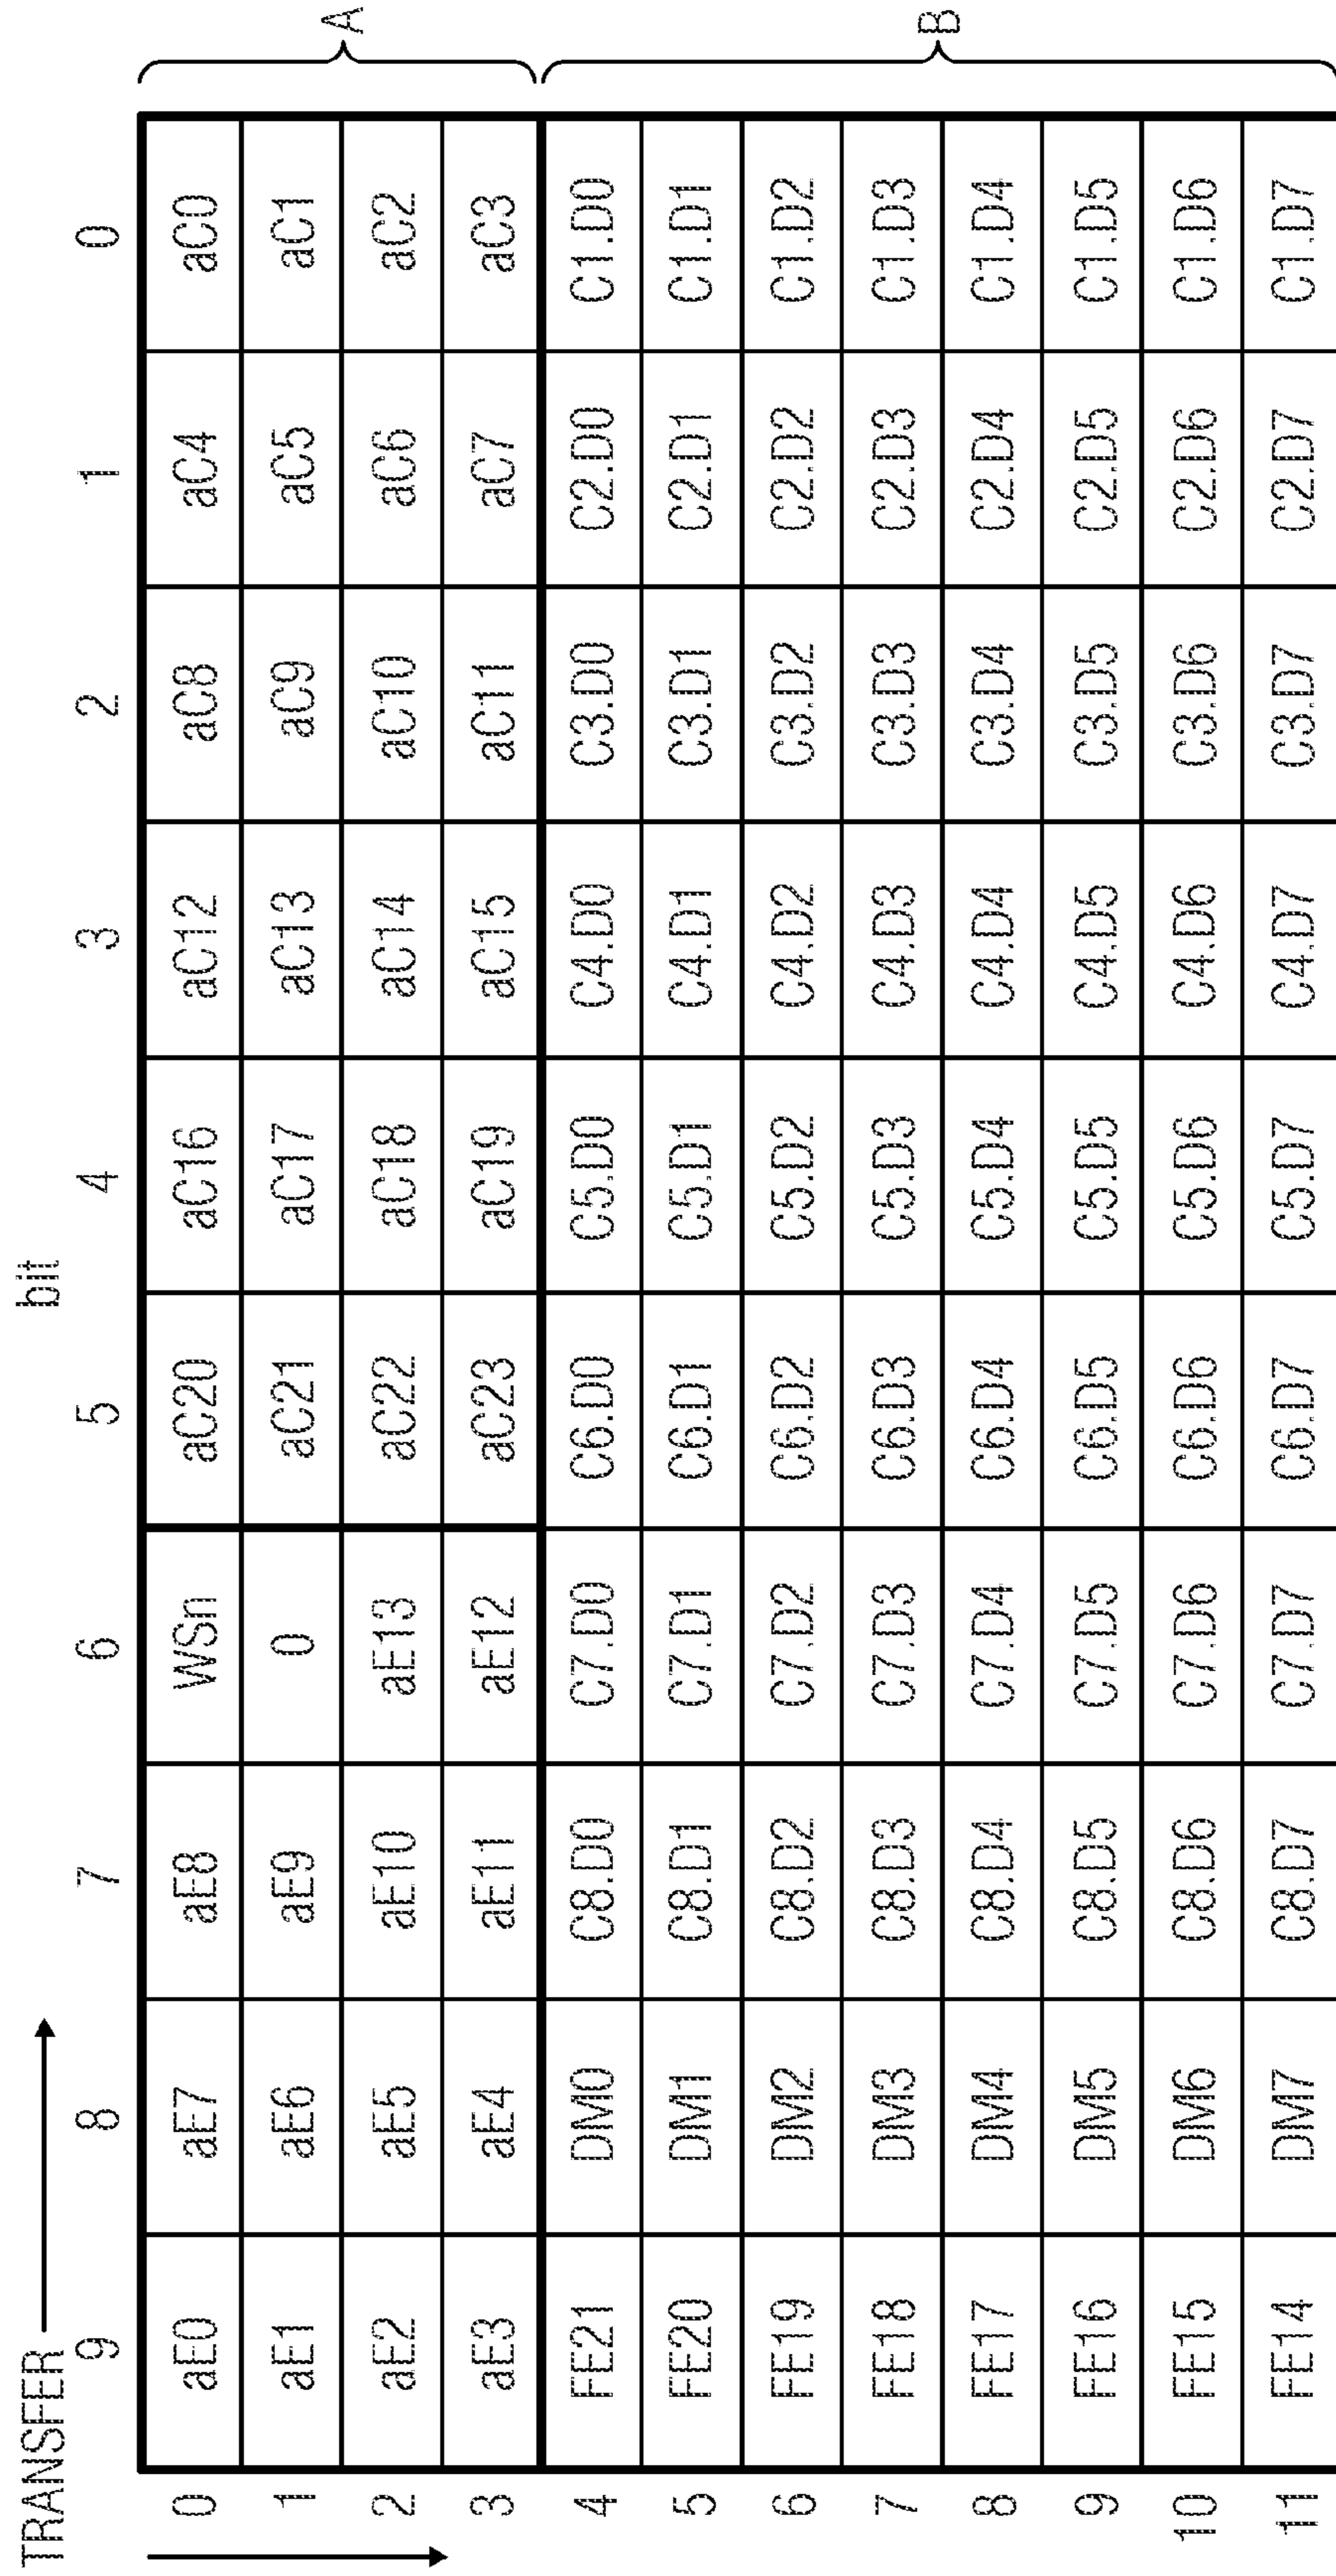 bit
TRANSFER
9 8 7 6 5 4 3 2 1 0
0 aE0 aE7 aE8 WSn aC20 aC16 aC12 aC8 aC4 aC0
1 aE1 aE6 aE9 0 aC21 aC17 aC13 aC9 aC5 aC1
2 aE2 aE5 aE10 aE13 aC22 aC18 aC14 aC10 aC6 aC2
3 aE3 aE4 aE11 aE12 aC23 aC19 aC15 aC11 aC7 aC3
A
4 FE21 DM0 C8.D0 C7.D0 C6.D0 C5.D0 C4.D0 C3.D0 C2.D0 C1.D0
5 FE20 DM1 C8.D1 C7.D1 C6.D1 C5.D1 C4.D1 C3.D1 C2.D1 C1.D1
6 FE19 DM2 C8.D2 C7.D2 C6.D2 C5.D2 C4.D2 C3.D2 C2.D2 C1.D2
7 FE18 DM3 C8.D3 C7.D3 C6.D3 C5.D3 C4.D3 C3.D3 C2.D3 C1.D3
8 FE17 DM4 C8.D4 C7.D4 C6.D4 C5.D4 C4.D4 C3.D4 C2.D4 C1.D4
9 FE16 DM5 C8.D5 C7.D5 C6.D5 C5.D5 C4.D5 C3.D5 C2.D5 C1.D5
10 FE15 DM6 C8.D6 C7.D6 C6.D6 C5.D6 C4.D6 C3.D6 C2.D6 C1.D6
11 FE14 DM7 C8.D7 C7.D7 C6.D7 C5.D7 C4.D7 C3.D7 C2.D7 C1.D7
B